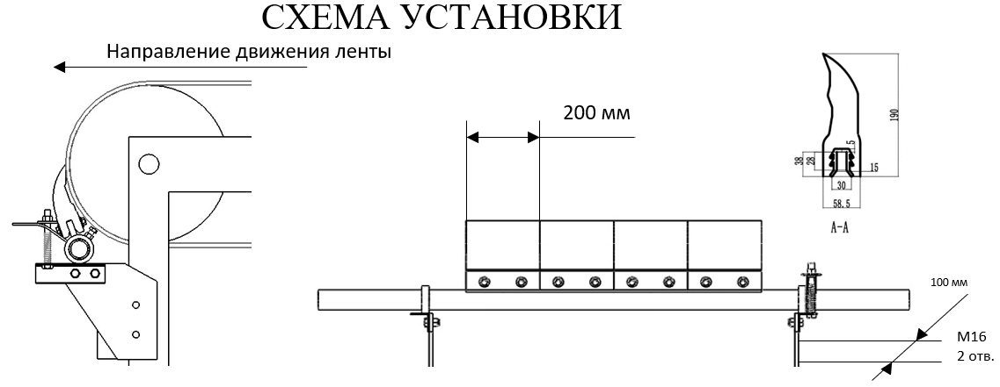 СХЕМА УСТАНОВКИ
Направление движения ленты
200 мм
190
5
38
28
15
30
58.5
A-A
100 мм
М16
2 отв.